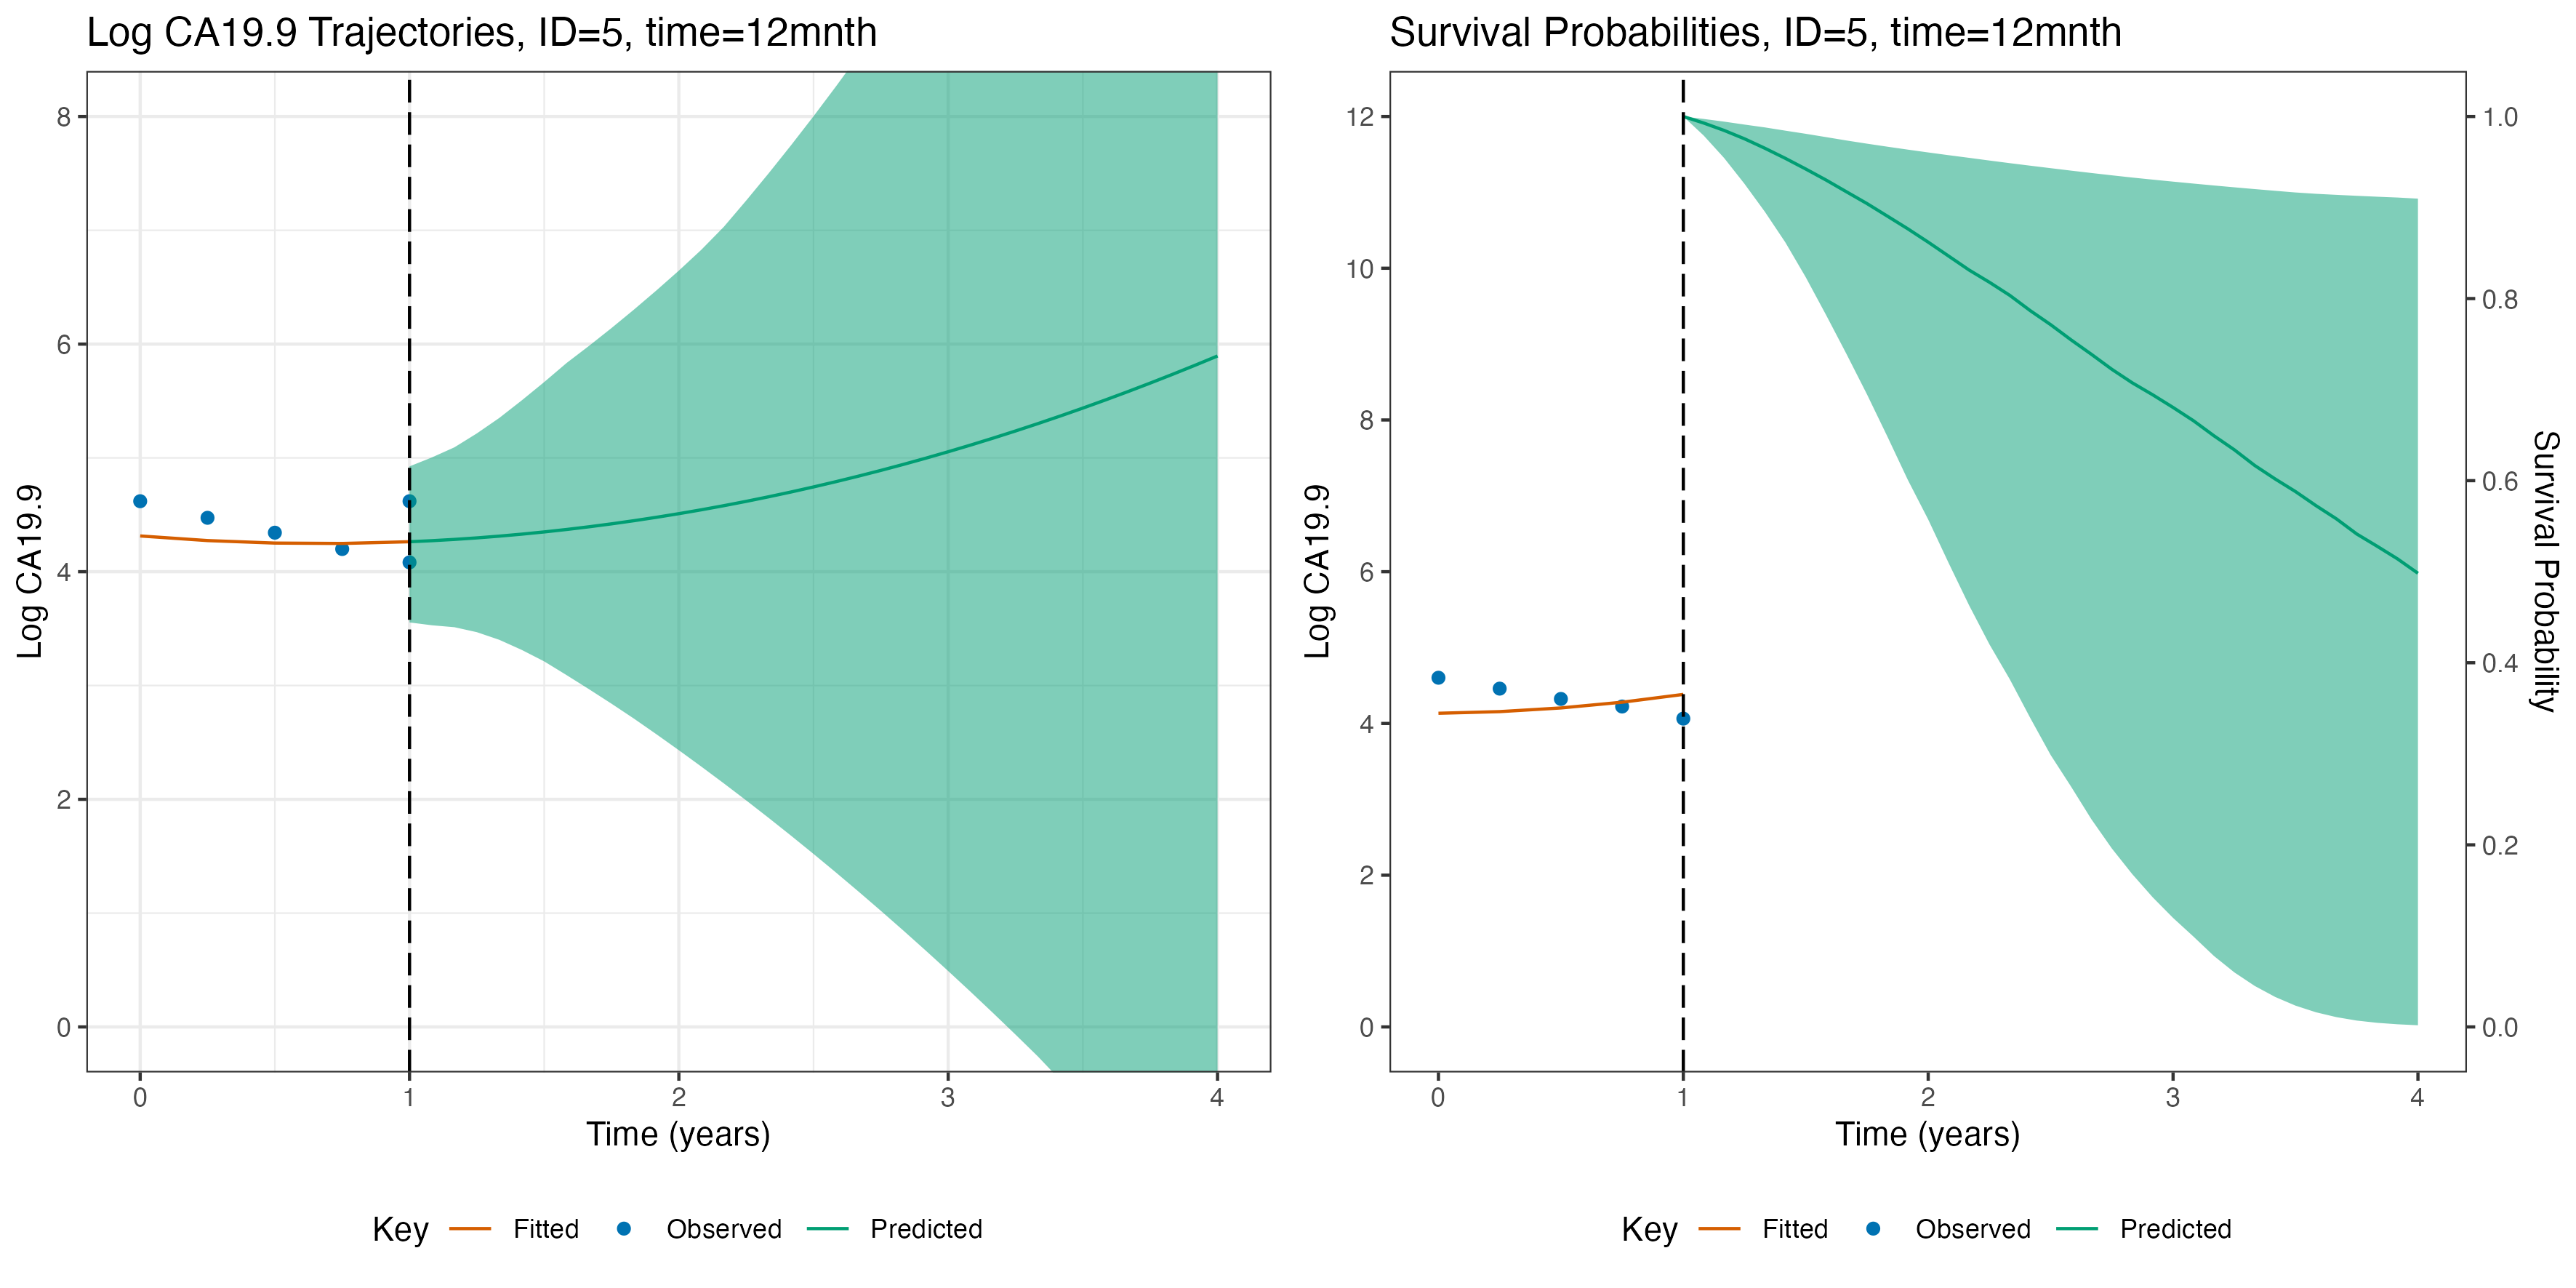 Log CA19.9 Trajectories, ID=5, time=12mnth
8
6
4
2
0
Log CA19.9
0 1 2 3 4
Time (years)
Key Fitted Observed Predicted
Survival Probabilities, ID=5, time=12mnth
12
10
8
6
4
2
0
Log CA19.9
1.0
0.8
0.6
0.4
0.2
0.0
Survival Probability
0 1 2 3 4
Time (years)
Key Fitted Observed Predicted